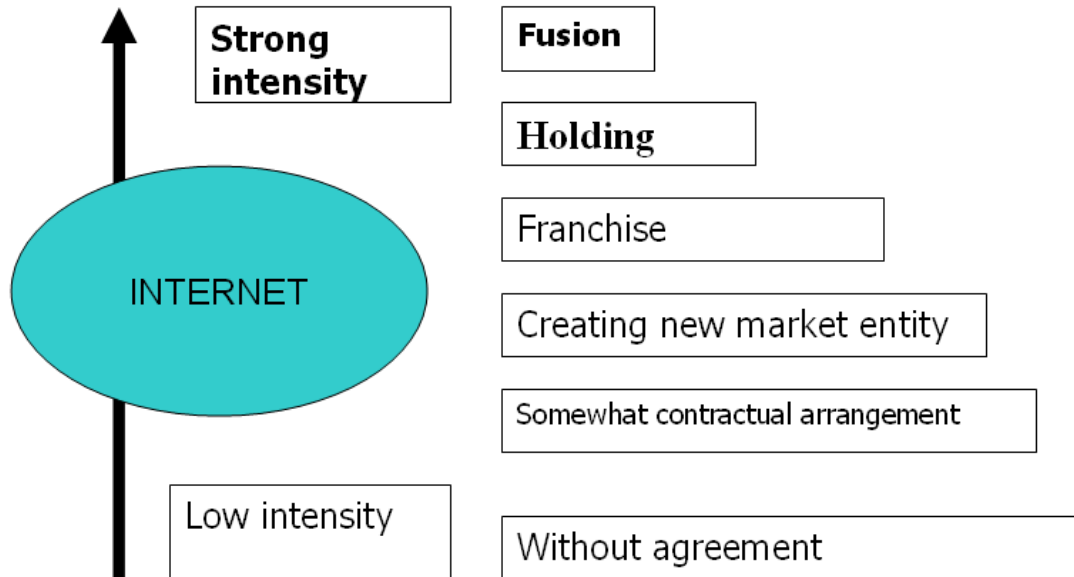 Strong
intensity
Fusion
Holding
Franchise
INTERNET
Creating new market entity
Somewhat contractual arrangement
Low intensity
Without agreement